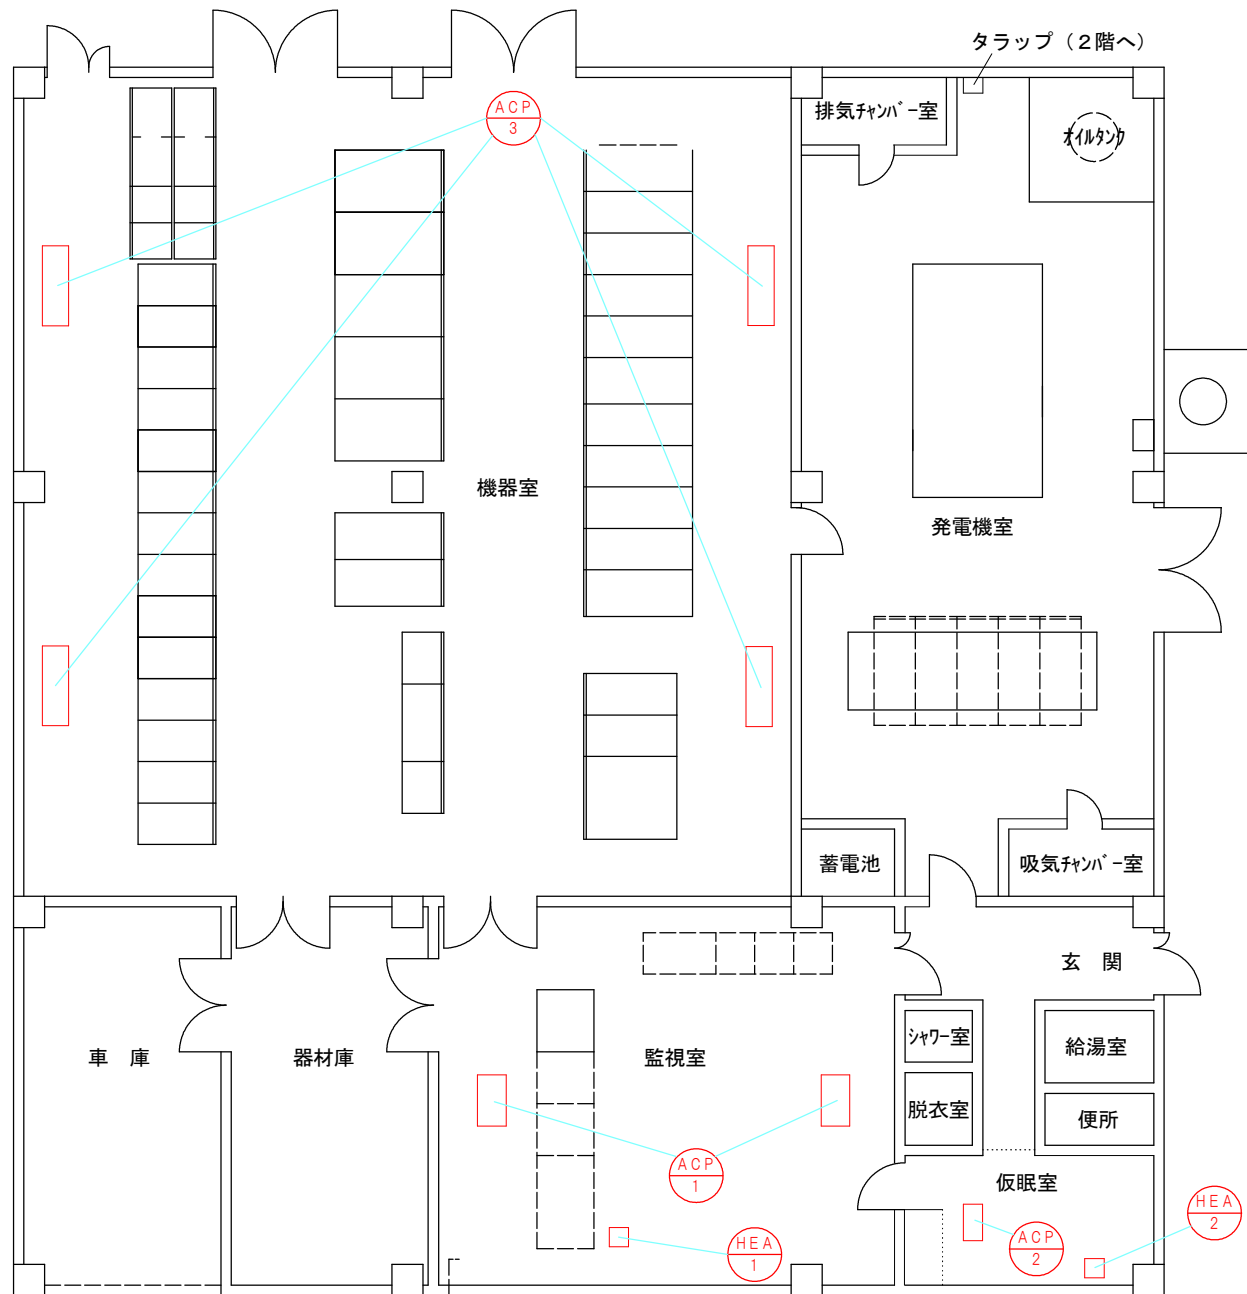 タラップ（２階へ）
ACP
3
排気ﾁｬﾝﾊﾞｰ室
ｵｲﾙﾀﾝｸ
機器室
発電機室
蓄電池
吸気ﾁｬﾝﾊﾞｰ室
玄　関
車　庫
器材庫
監視室
ｼｬﾜｰ室
給湯室
脱衣室
便所
ACP
1
仮眠室
HEA
2
ACP
2
HEA
1